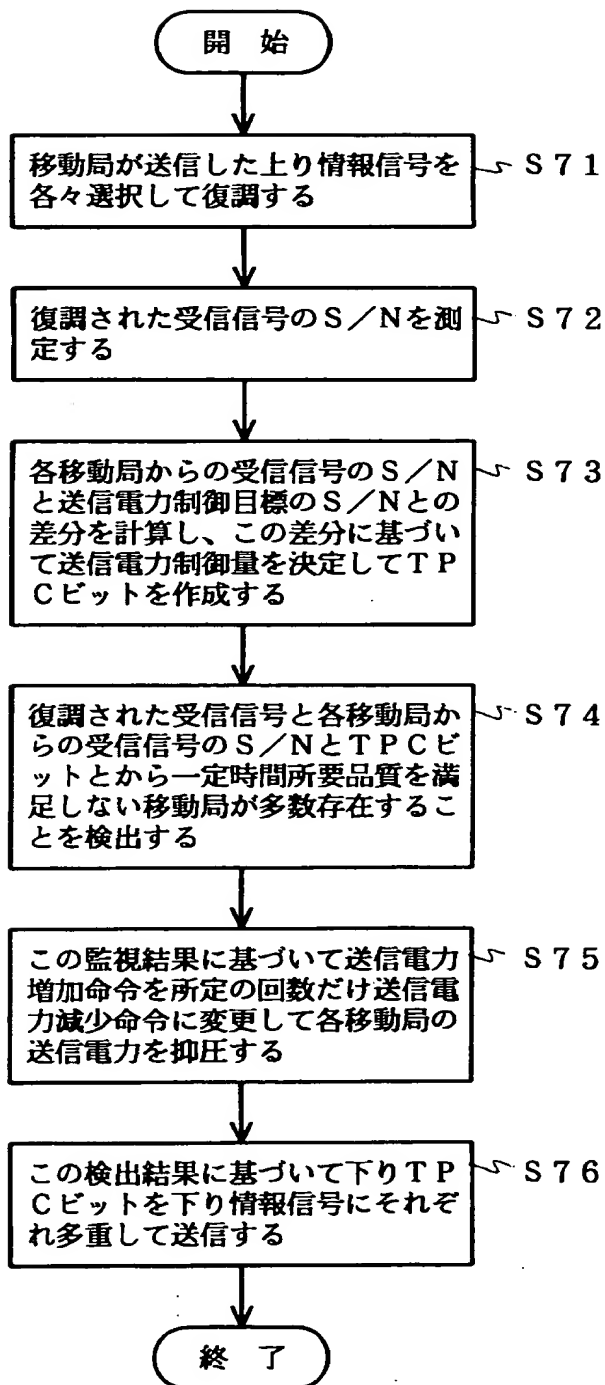 開 始
移動局が送信した上り情報信号を
各々選択して復調する
S71
復調された受信信号のS/Nを測
定する
S72
各移動局からの受信信号のS/N
と送信電力制御目標のS/Nとの
差分を計算し、この差分に基づい
て送信電力制御量を決定してTP
Cビットを作成する
S73
復調された受信信号と各移動局か
らの受信信号のS/NとTPCビ
ットとから一定時間所要品質を満
足しない移動局が多数存在するこ
とを検出する
S74
この監視結果に基づいて送信電力
増加命令を所定の回数だけ送信電
力減少命令に変更して各移動局の
送信電力を抑圧する
S75
この検出結果に基づいて下りTP
Cビットを下り情報信号にそれぞ
れ多重して送信する
S76
終 了